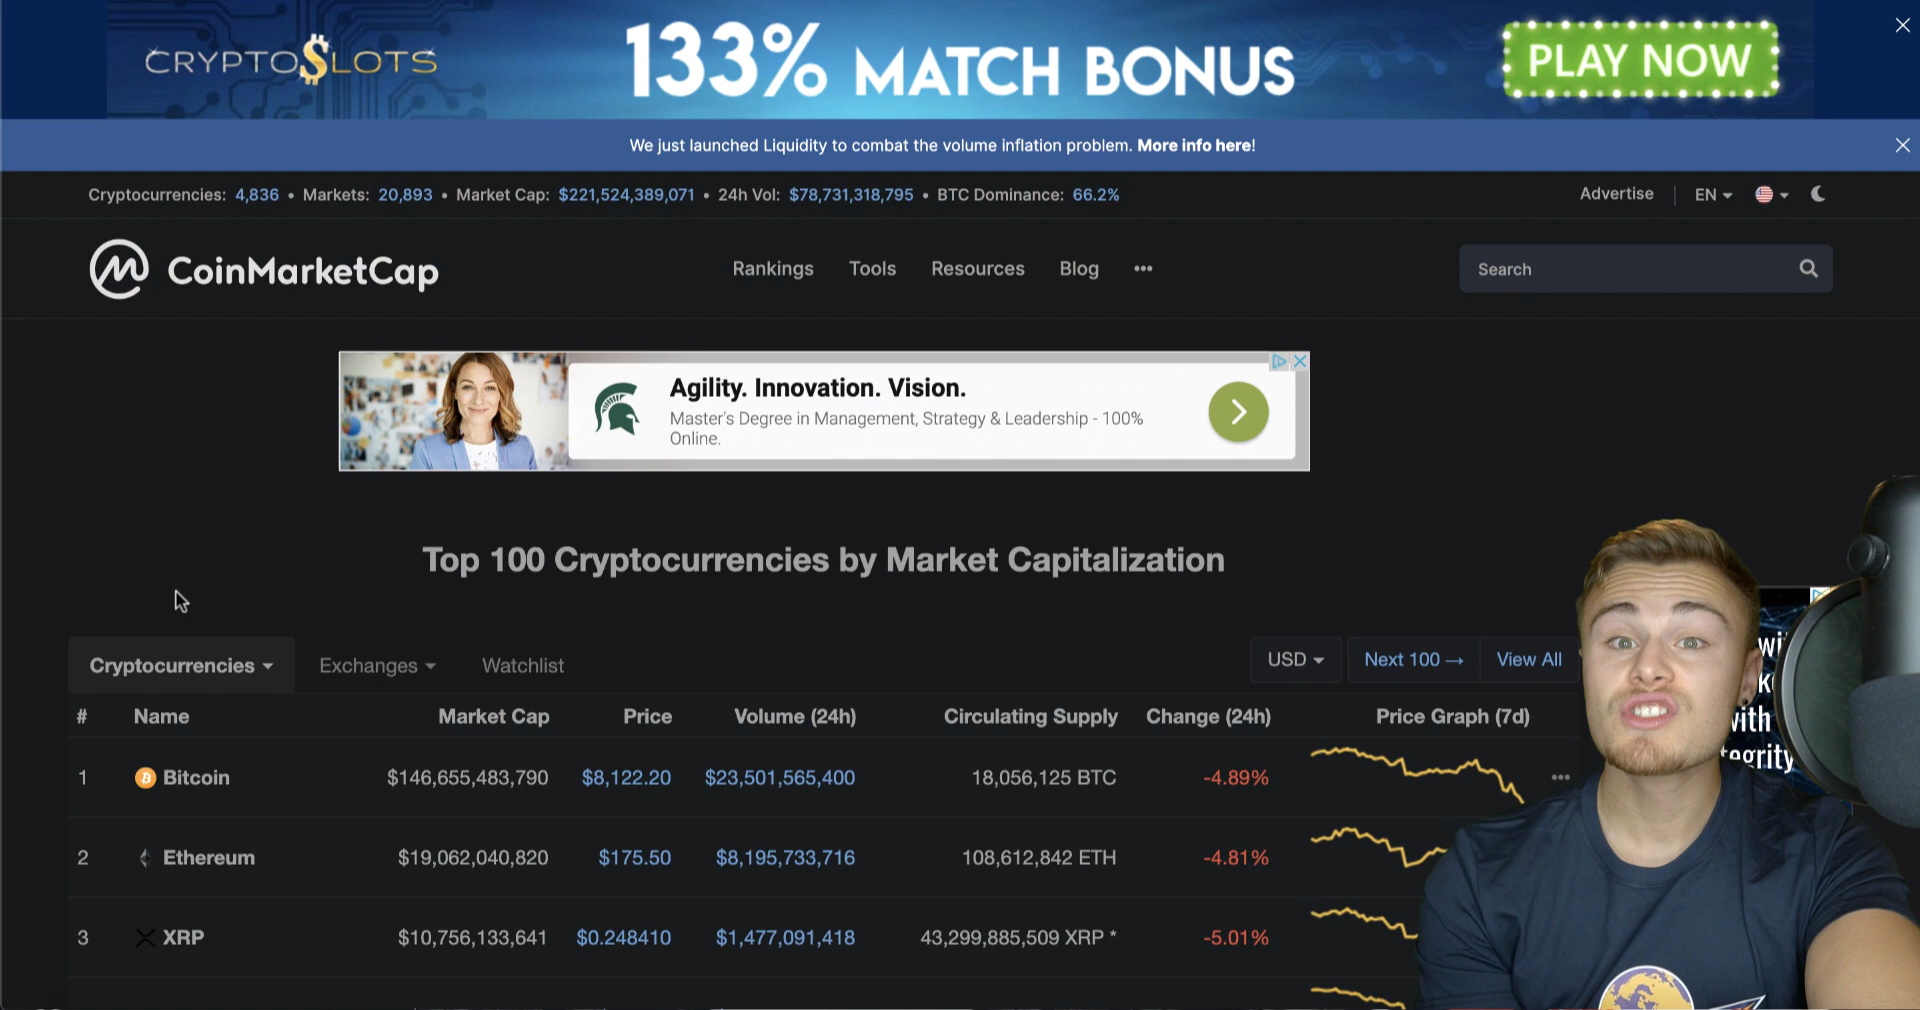 CRYPTO$LOTS
133% MATCH BONUS
PLAY NOW
We just launched Liquidity to combat the volume inflation problem. More info here!
Cryptocurrencies: 4,836 • Markets: 20,893 • Market Cap: $221,524,389,071 • 24h Vol: $78,731,318,795 • BTC Dominance: 66.2%
Advertise
EN
CoinMarketCap
Rankings
Tools
Resources
Blog
Search
Agility. Innovation. Vision.
Master's Degree in Management, Strategy & Leadership - 100%
Online.
Top 100 Cryptocurrencies by Market Capitalization
Cryptocurrencies
Exchanges
Watchlist
USD
Next 100 →
View All
# Name Market Cap Price Volume (24h) Circulating Supply Change (24h) Price Graph (7d)
1 Bitcoin $146,655,483,790 $8,122.20 $23,501,565,400 18,056,125 BTC -4.89%
2 Ethereum $19,062,040,820 $175.50 $8,195,733,716 108,612,842 ETH -4.81%
3 XRP $10,756,133,641 $0.248410 $1,477,091,418 43,299,885,509 XRP * -5.01%